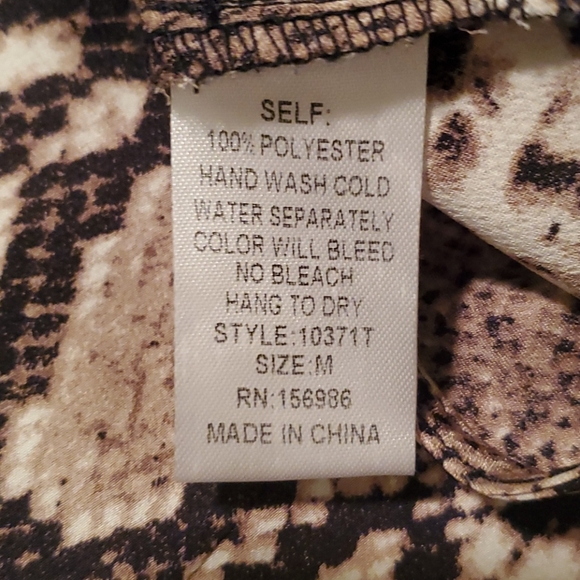 SELF:
100% POLYESTER
HAND WASH COLD
WATER SEPARATELY
COLOR WILL BLEED
NO BLEACH
HANG TO DRY
STYLE:10371T
SIZE:M
RN:156986
MADE IN CHINA